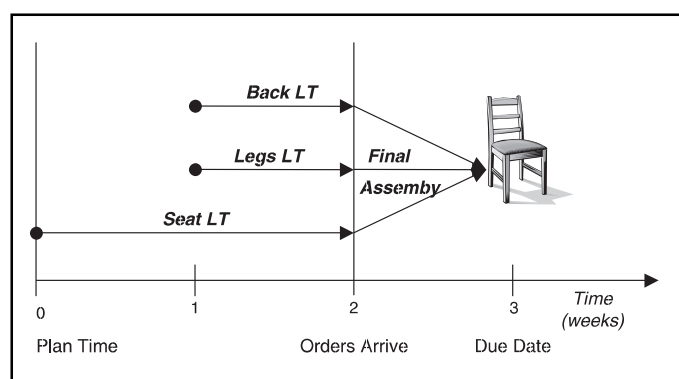 Back LT
Legs LT
Final
Assemby
Seat LT
0
1
2
3
Time
(weeks)
Plan Time
Orders Arrive
Due Date